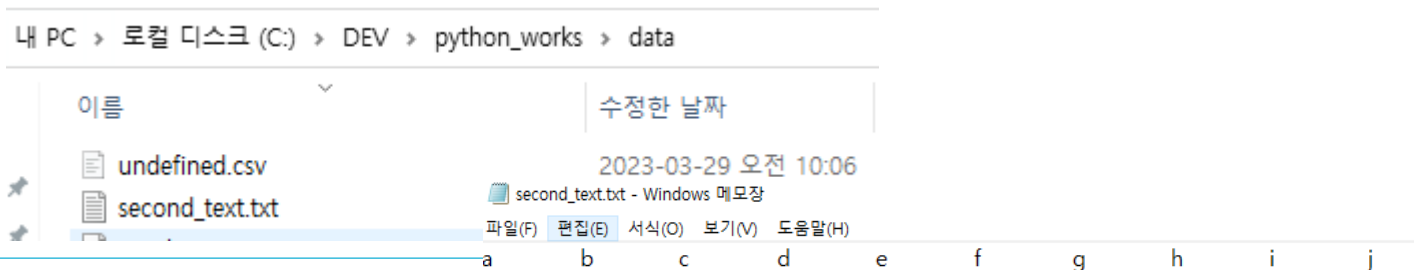 내 PC > 로컬 디스크 (C:) > DEV > python_works > data
이름 수정한 날짜
undefined.csv 2023-03-29 오전 10:06
second_text.txt
second_text.txt - Windows 메모장
파일(F) 편집(E) 서식(O) 보기(V) 도움말(H)
a b c d e f g h i j